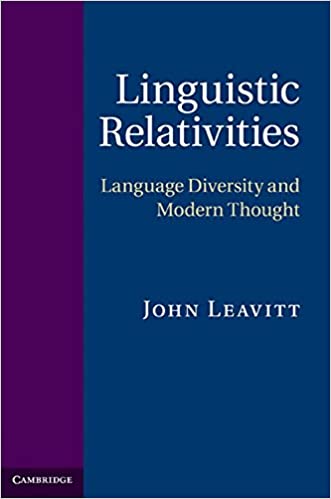 Linguistic
Relativities
Language Diversity and
Modern Thought
John Leavitt
Cambridge